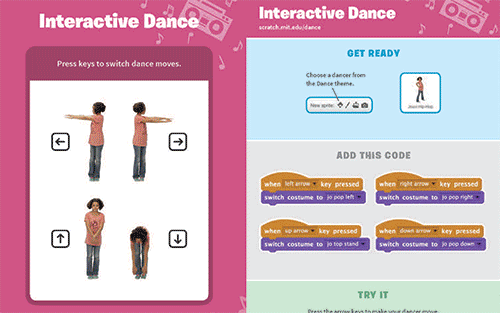 Interactive Dance
Press keys to switch dance moves.
Interactive Dance
scratch.mit.edu/dance
GET READY
Choose a dancer from
the Dance theme.
New sprite:
ADD THIS CODE
when left arrow key pressed
switch costume to jo pop left
when right arrow key pressed
switch costume to jo pop right
when up arrow key pressed
switch costume to jo top stand
when down arrow key pressed
switch costume to jo pop down
TRY IT
Press the arrow keys to make your dancer move.